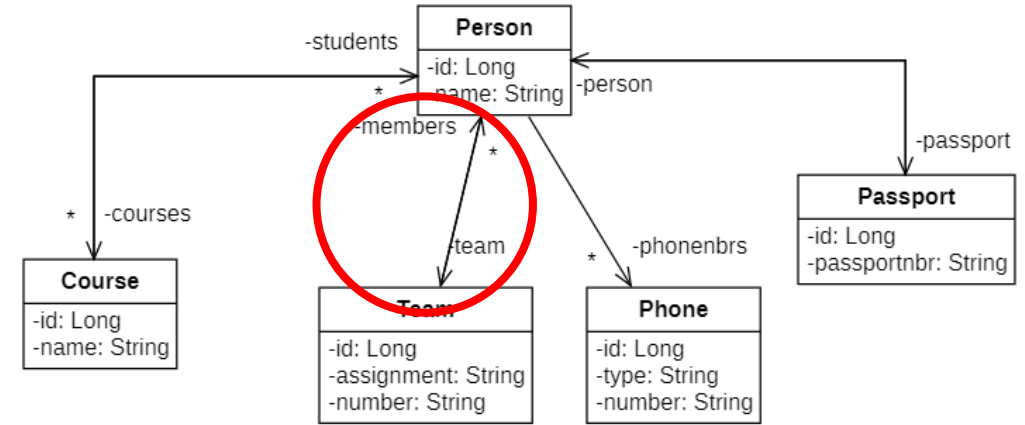 Person
-students
-id: Long
-name: String
*
-person
-members
*
-passport
Passport
-id: Long
-passportnbr: String
*
-courses
-team
-phonenbrs
*
Course
-id: Long
-name: String
Team
-id: Long
-assignment: String
-number: String
Phone
-id: Long
-type: String
-number: String